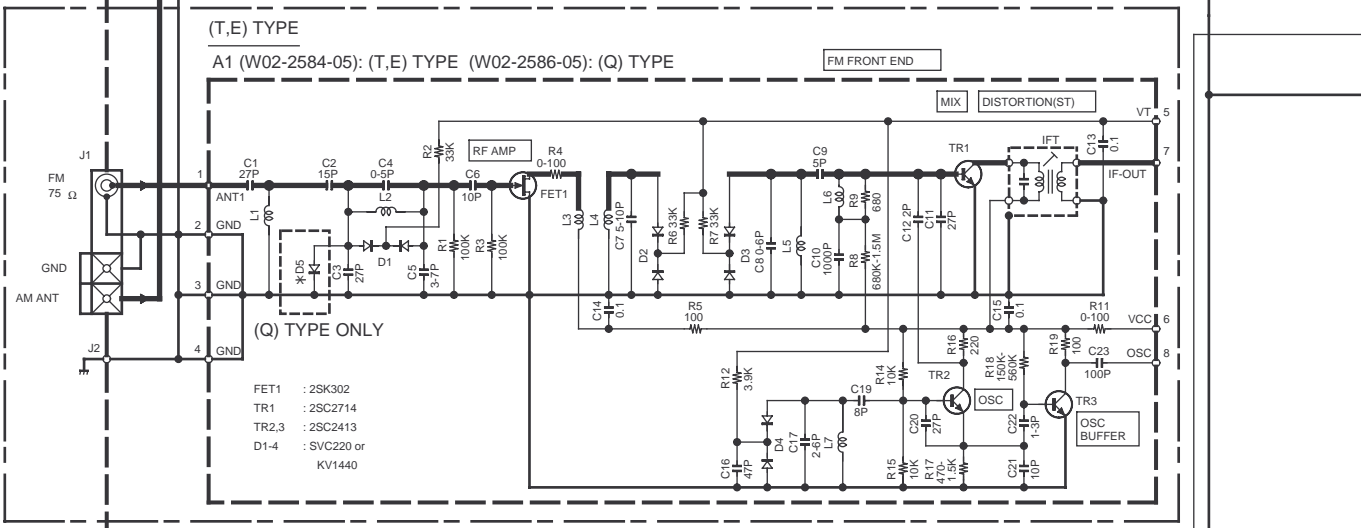 (T,E) TYPE
A1 (W02-2584-05): (T,E) TYPE (W02-2586-05): (Q) TYPE
FM FRONT END
MIX
DISTORTION(ST)
VT 5
J1
FM
75 Ω
1
ANT1
C1
27P
L1
C2
15P
C4
0-5P
L2
R2
33K
RF AMP
C6
10P
R4
0-100
FET1
C9
5P
TR1
IFT
C13
0.1
7
IF-OUT
2
GND
GND
AM ANT
3
GND
※D5
C3
27P
D1
C5
3-7P
R1
100K
R3
100K
L3
L4
C7 5-10P
D2
R6 33K
R7 33K
D3
C8 0-6P
L5
L6
C10
1000P
R9
680
R8
680K-1.5M
C12 2P
C11
27P
(Q) TYPE ONLY
C14
0.1
R5
100
C15
0.1
R11
0-100
VCC 6
J2
4
GND
OSC 8
R16
220
R18
150K-
560K
R19
100
C23
100P
FET1 : 2SK302
TR1 : 2SC2714
TR2,3 : 2SC2413
D1-4 : SVC220 or
KV1440
R12
3.9K
C16
47P
D4
C17
2-6P
L7
C19
8P
R14
10K
R15
10K
C20
27P
TR2
OSC
R17
470-
1.5K
C22
1-3P
C21
10P
TR3
OSC
BUFFER